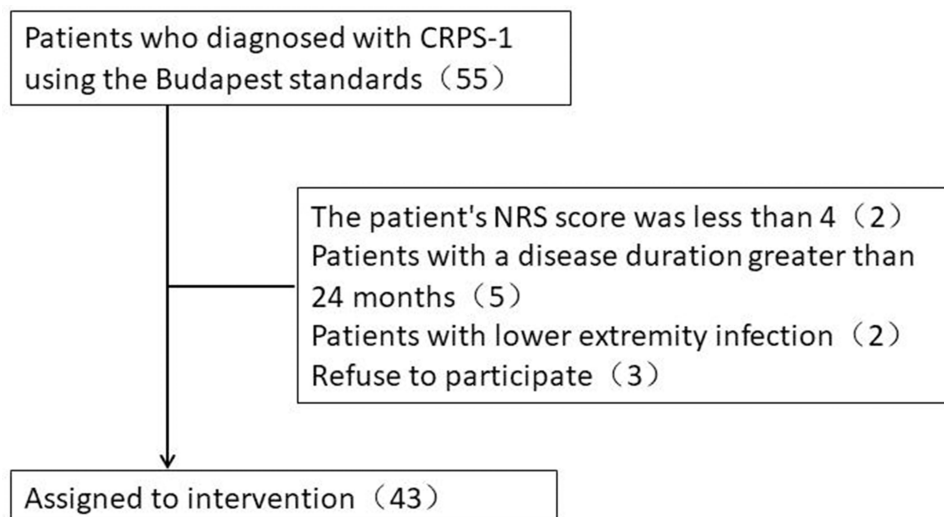 Patients who diagnosed with CRPS-1
using the Budapest standards（55）
The patient's NRS score was less than 4（2）
Patients with a disease duration greater than
24 months（5）
Patients with lower extremity infection（2）
Refuse to participate（3）
Assigned to intervention（43）